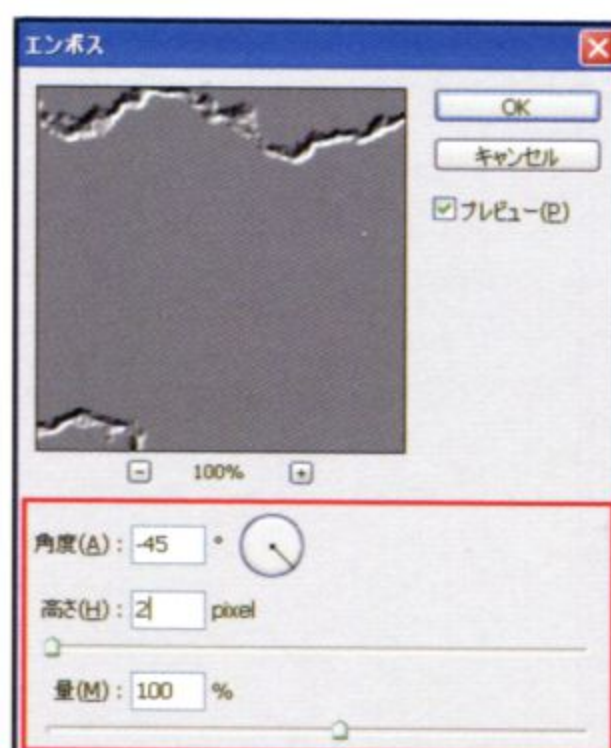 エンボス
OK
キャンセル
プレビュー(P)
100%
角度(A): -45 °
高さ(H): 2 pixel
量(M): 100 %